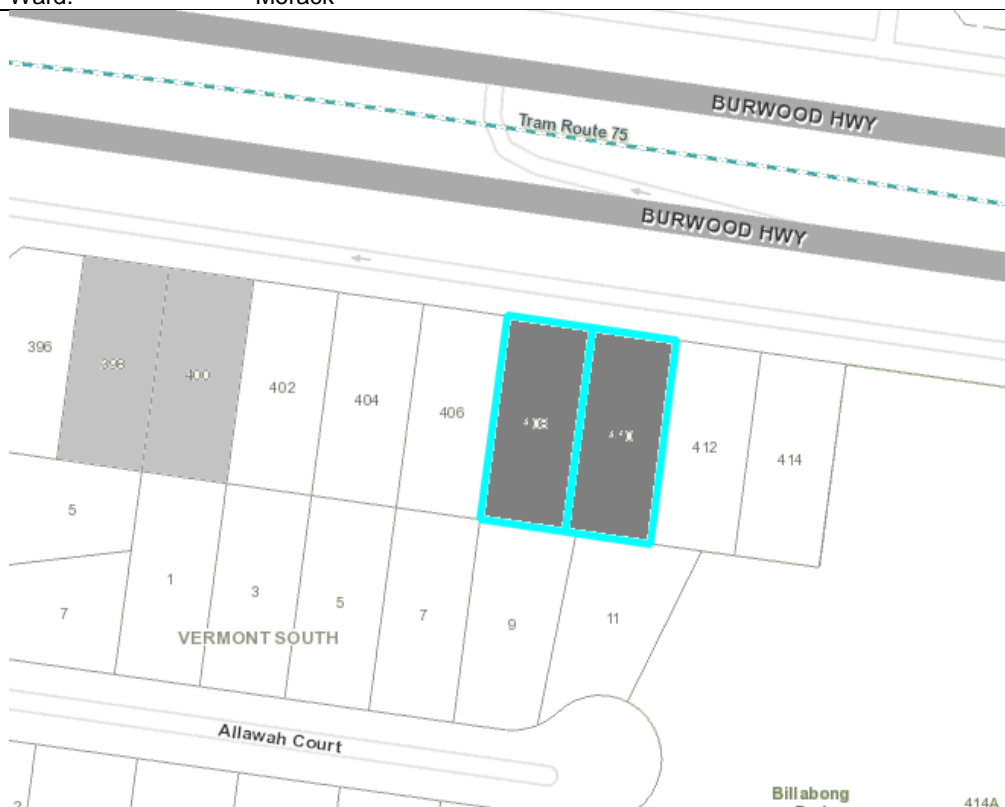 Ward: Morack
BURWOOD HWY
Tram Route 75
BURWOOD HWY
396
398
400
402
404
406
412
414
5
1
3
5
7
9
11
7
VERMONT SOUTH
Allawah Court
Billabong
414A